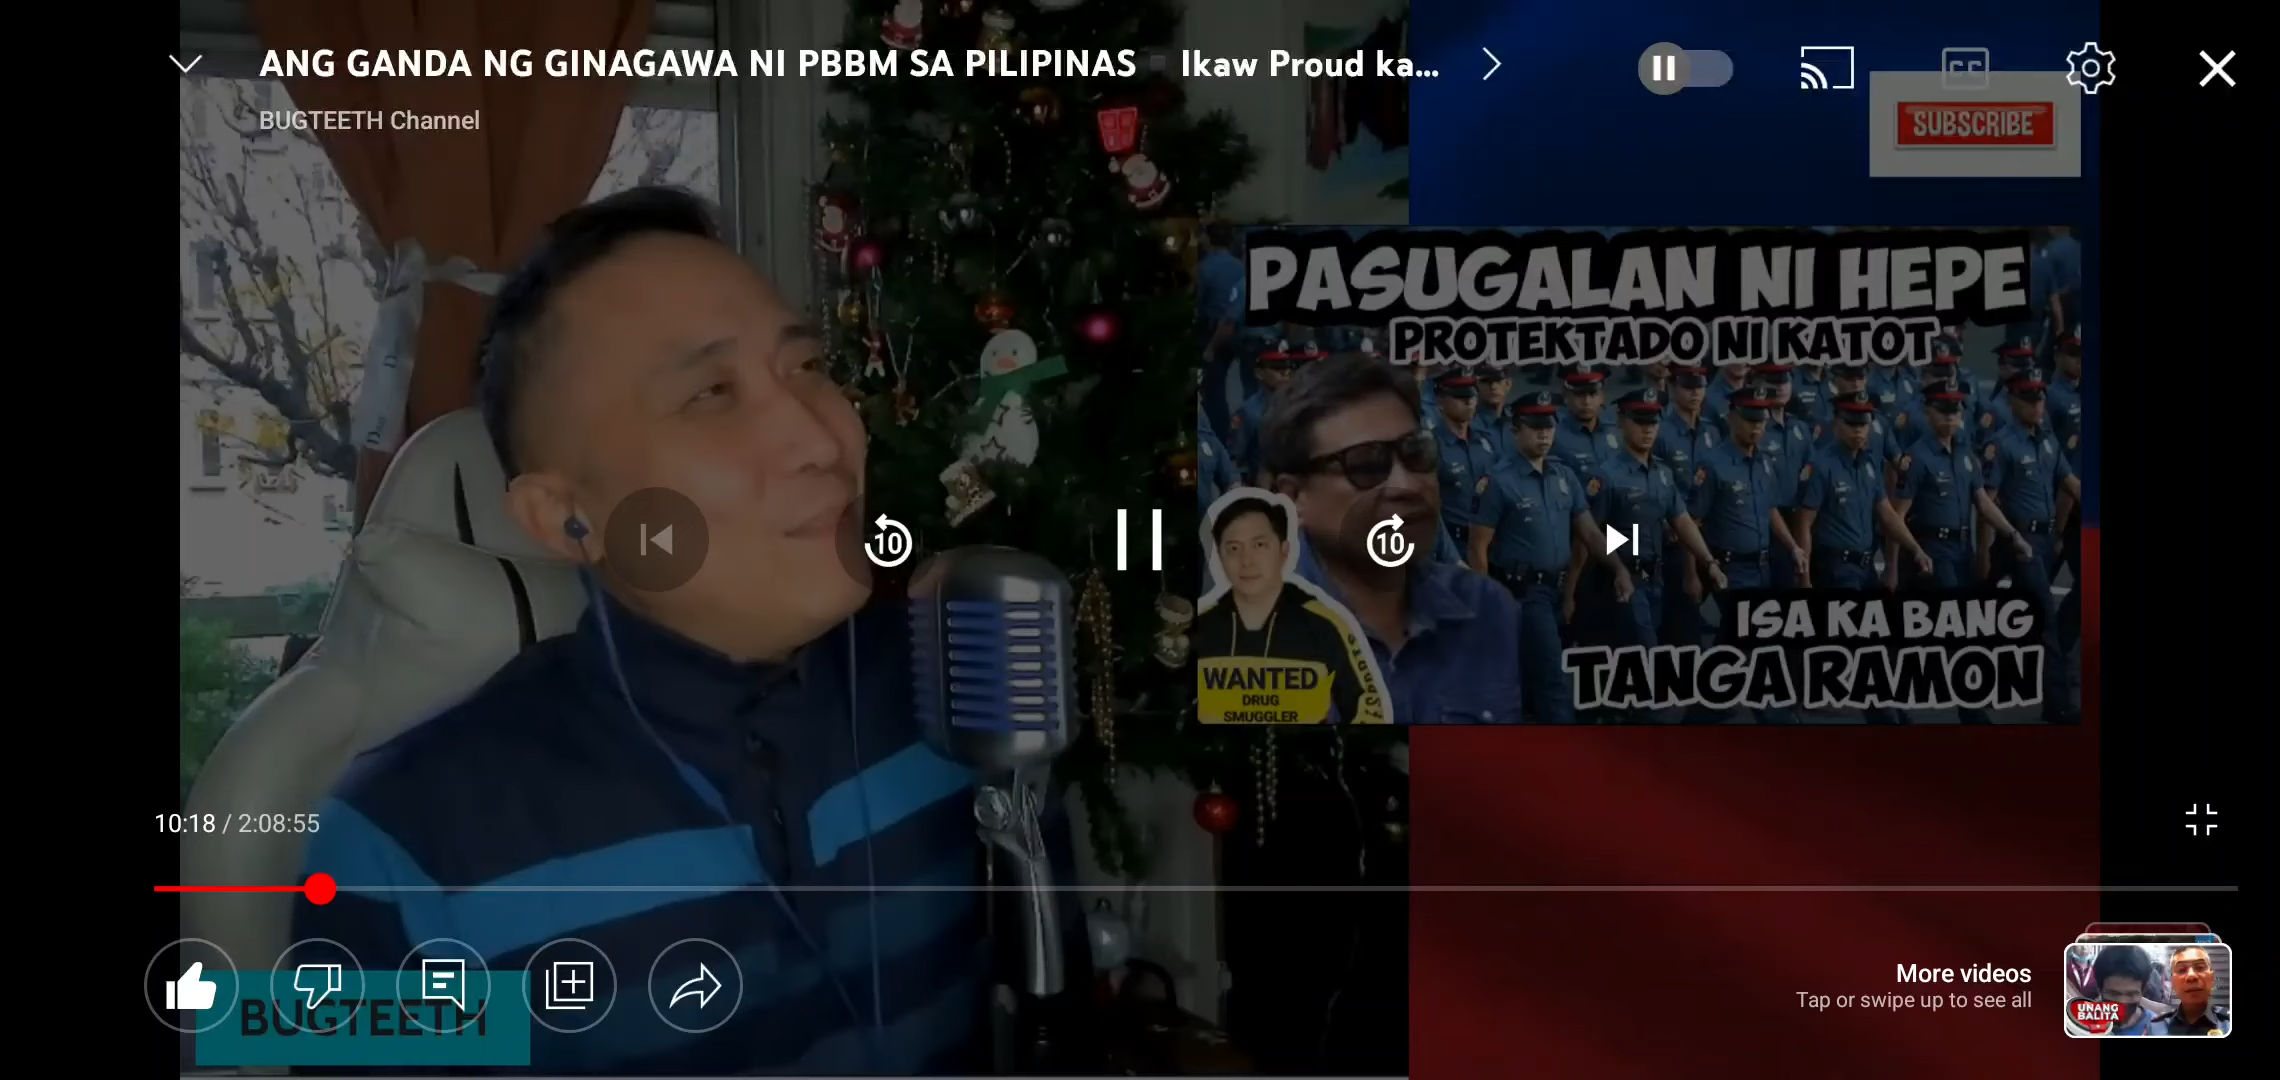 ANG GANDA NG GINAGAWA NI PBBM SA PILIPINAS Ikaw Proud ka...
BUGTEETH Channel
CC
SUBSCRIBE
PASUGALAN NI HEPE
PROTEKTADO NI KATOT
10
10
ISA KA BANG
TANGA RAMON
WANTED
DRUG
SMUGGLER
10:18 / 2:08:55
BUGTEETH
More videos
Tap or swipe up to see all
UNANG
BALITA